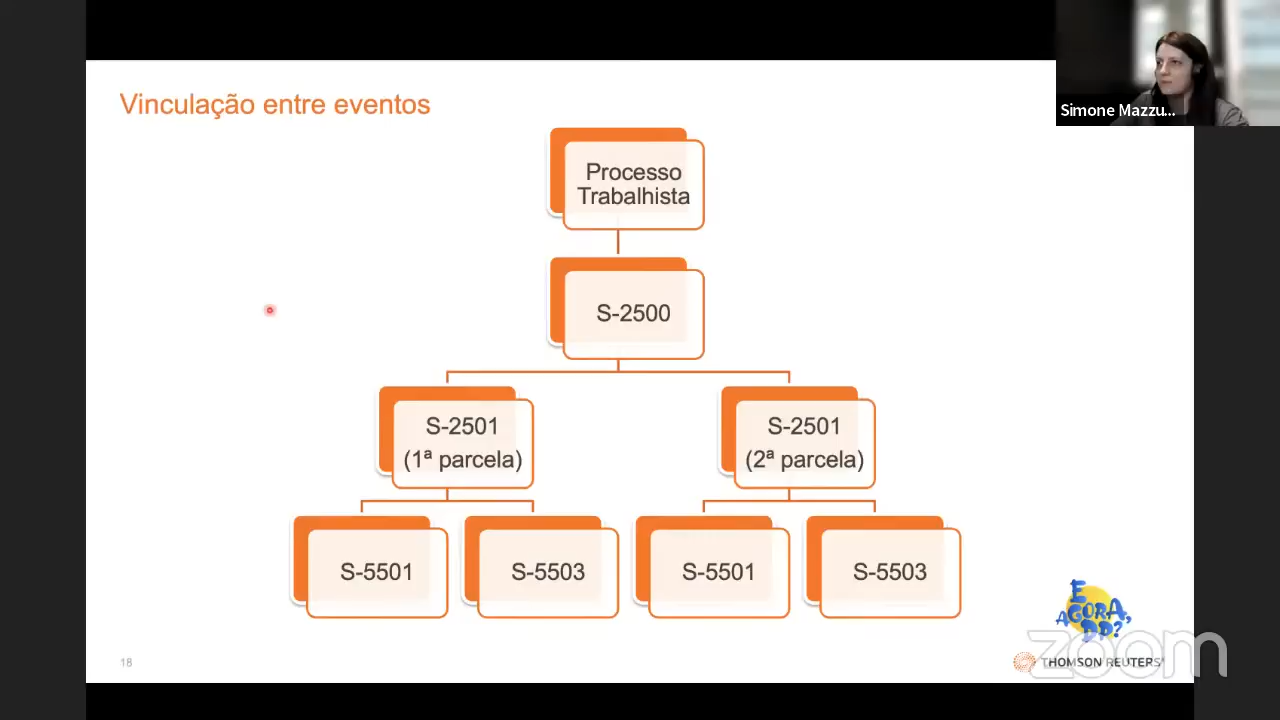 Vinculação entre eventos
Simone Mazzu...
Processo
Trabalhista
S-2500
S-2501
(1ª parcela)
S-2501
(2ª parcela)
S-5501
S-5503
S-5501
S-5503
E
AGORA,
DP?
zoom
18
THOMSON REUTERS